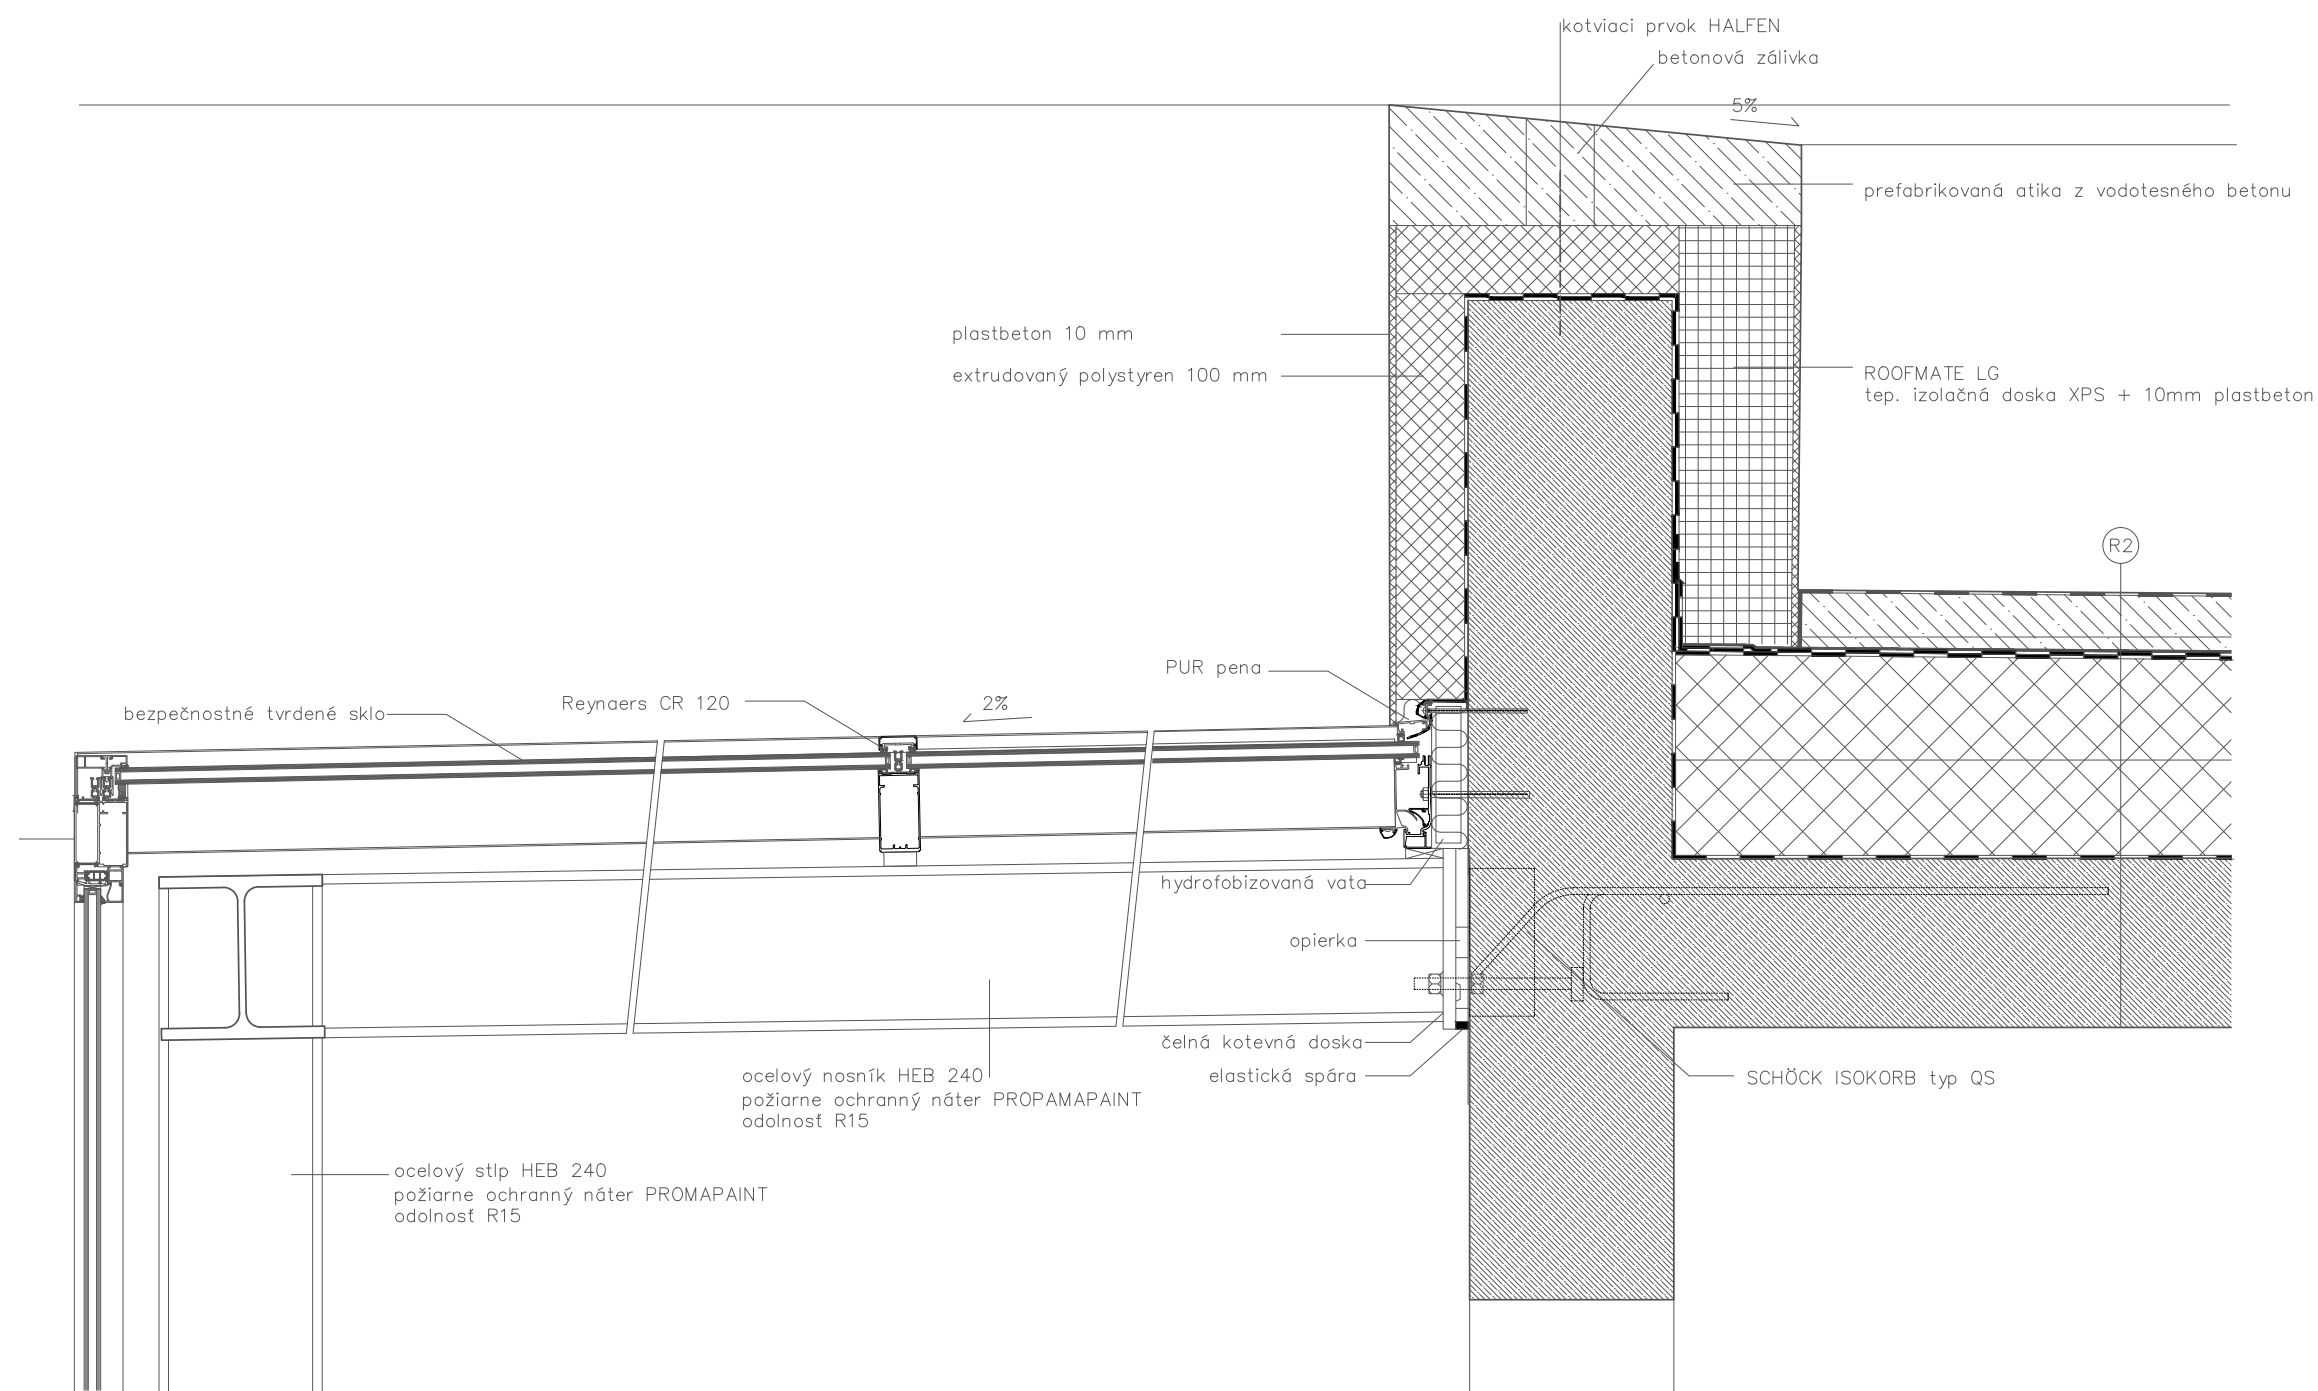 kotviaci prvok HALFEN
betonová zálivka
5%
prefabrikovaná atika z vodotesného betonu
plastbeton 10 mm
extrudovaný polystyren 100 mm
ROOFMATE LG
tep. izolačná doska XPS + 10mm plastbeton
R2
PUR pena
Reynaers CR 120
2%
bezpečnostné tvrdené sklo
hydrofobizovaná vata
opierka
čelná kotevná doska
elastická spára
SCHÖCK ISOKORB typ QS
ocelový nosník HEB 240
požiarne ochranný náter PROPAMAPAINT
odolnosť R15
ocelový stlp HEB 240
požiarne ochranný náter PROMAPAINT
odolnosť R15